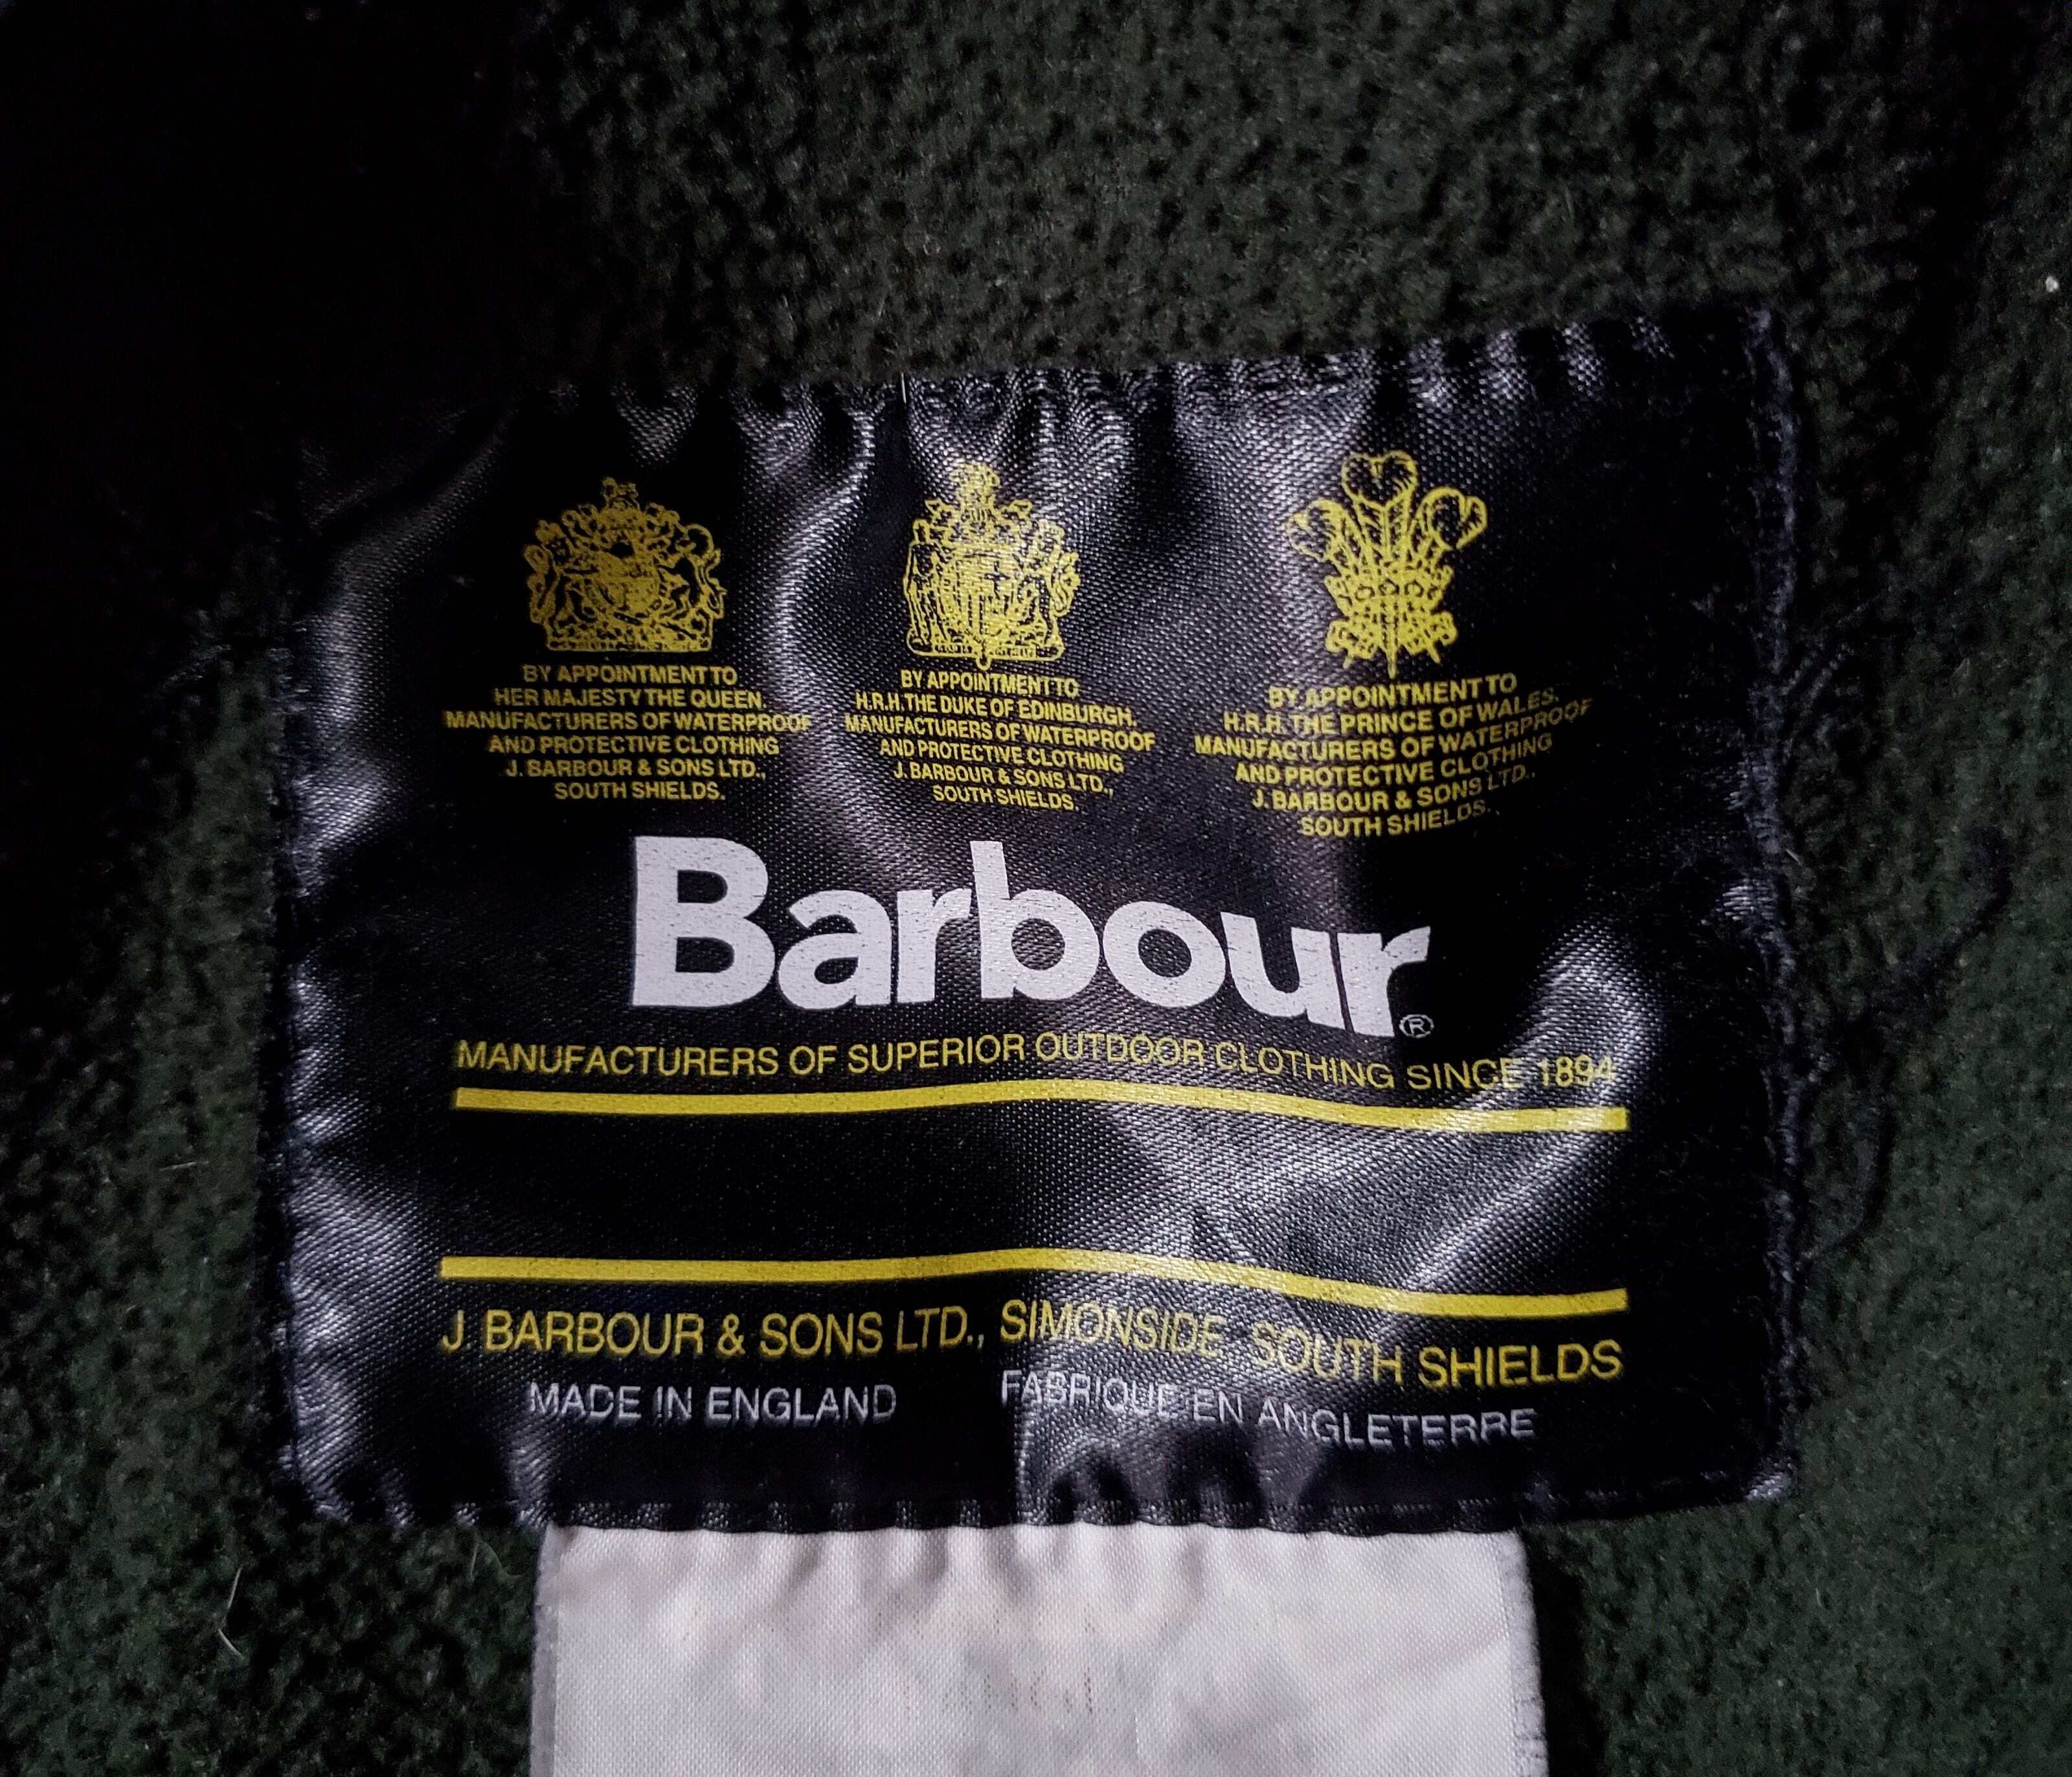 BY APPOINTMENT TO
HER MAJESTY THE QUEEN.
MANUFACTURERS OF WATERPROOF
AND PROTECTIVE CLOTHING
J. BARBOUR & SONS LTD.,
SOUTH SHIELDS.
BY APPOINTMENT TO
H.R.H. THE DUKE OF EDINBURGH.
MANUFACTURERS OF WATERPROOF
AND PROTECTIVE CLOTHING
J. BARBOUR & SONS LTD.,
SOUTH SHIELDS.
BY APPOINTMENT TO
H.R.H. THE PRINCE OF WALES.
MANUFACTURERS OF WATERPROOF
AND PROTECTIVE CLOTHING
J. BARBOUR & SONS LTD.,
SOUTH SHIELDS.
Barbour®
MANUFACTURERS OF SUPERIOR OUTDOOR CLOTHING SINCE 1894
J. BARBOUR & SONS LTD., SIMONSIDE, SOUTH SHIELDS
MADE IN ENGLAND FABRIQUE EN ANGLETERRE